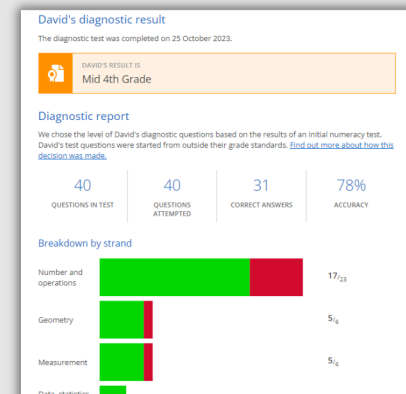 David's diagnostic result
The diagnostic test was completed on 25 October 2023.
DAVID'S RESULT IS
Mid 4th Grade
Diagnostic report
We chose the level of David's diagnostic questions based on the results of an initial numeracy test.
David's test questions were started from outside their grade standards. Find out more about how this
decision was made.
40
QUESTIONS IN TEST
40
QUESTIONS
ATTEMPTED
31
CORRECT ANSWERS
78%
ACCURACY
Breakdown by strand
Number and
operations
17/23
Geometry
5/6
Measurement
5/6
Data, statistics